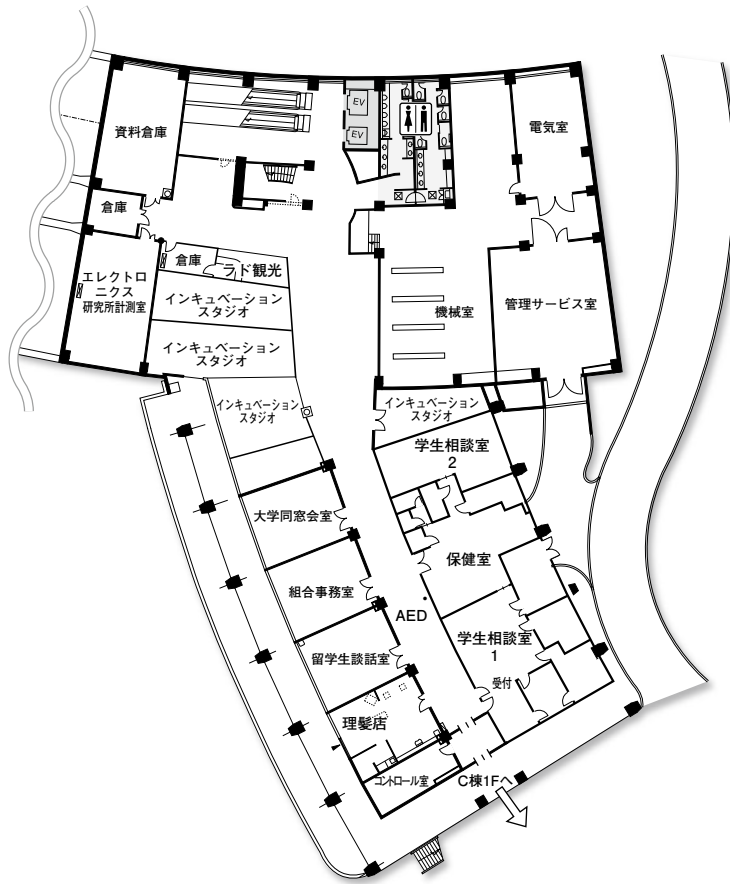 EV
EV
資料倉庫
電気室
倉庫
倉庫
ラド観光
エレクトロ
ニクス
研究所計測室
インキュベーション
スタジオ
機械室
管理サービス室
インキュベーション
スタジオ
インキュベーション
スタジオ
インキュベーション
スタジオ
学生相談室
2
大学同窓会室
保健室
組合事務室
AED
学生相談室
1
留学生談話室
受付
理髪店
コントロール室
C棟1Fへ